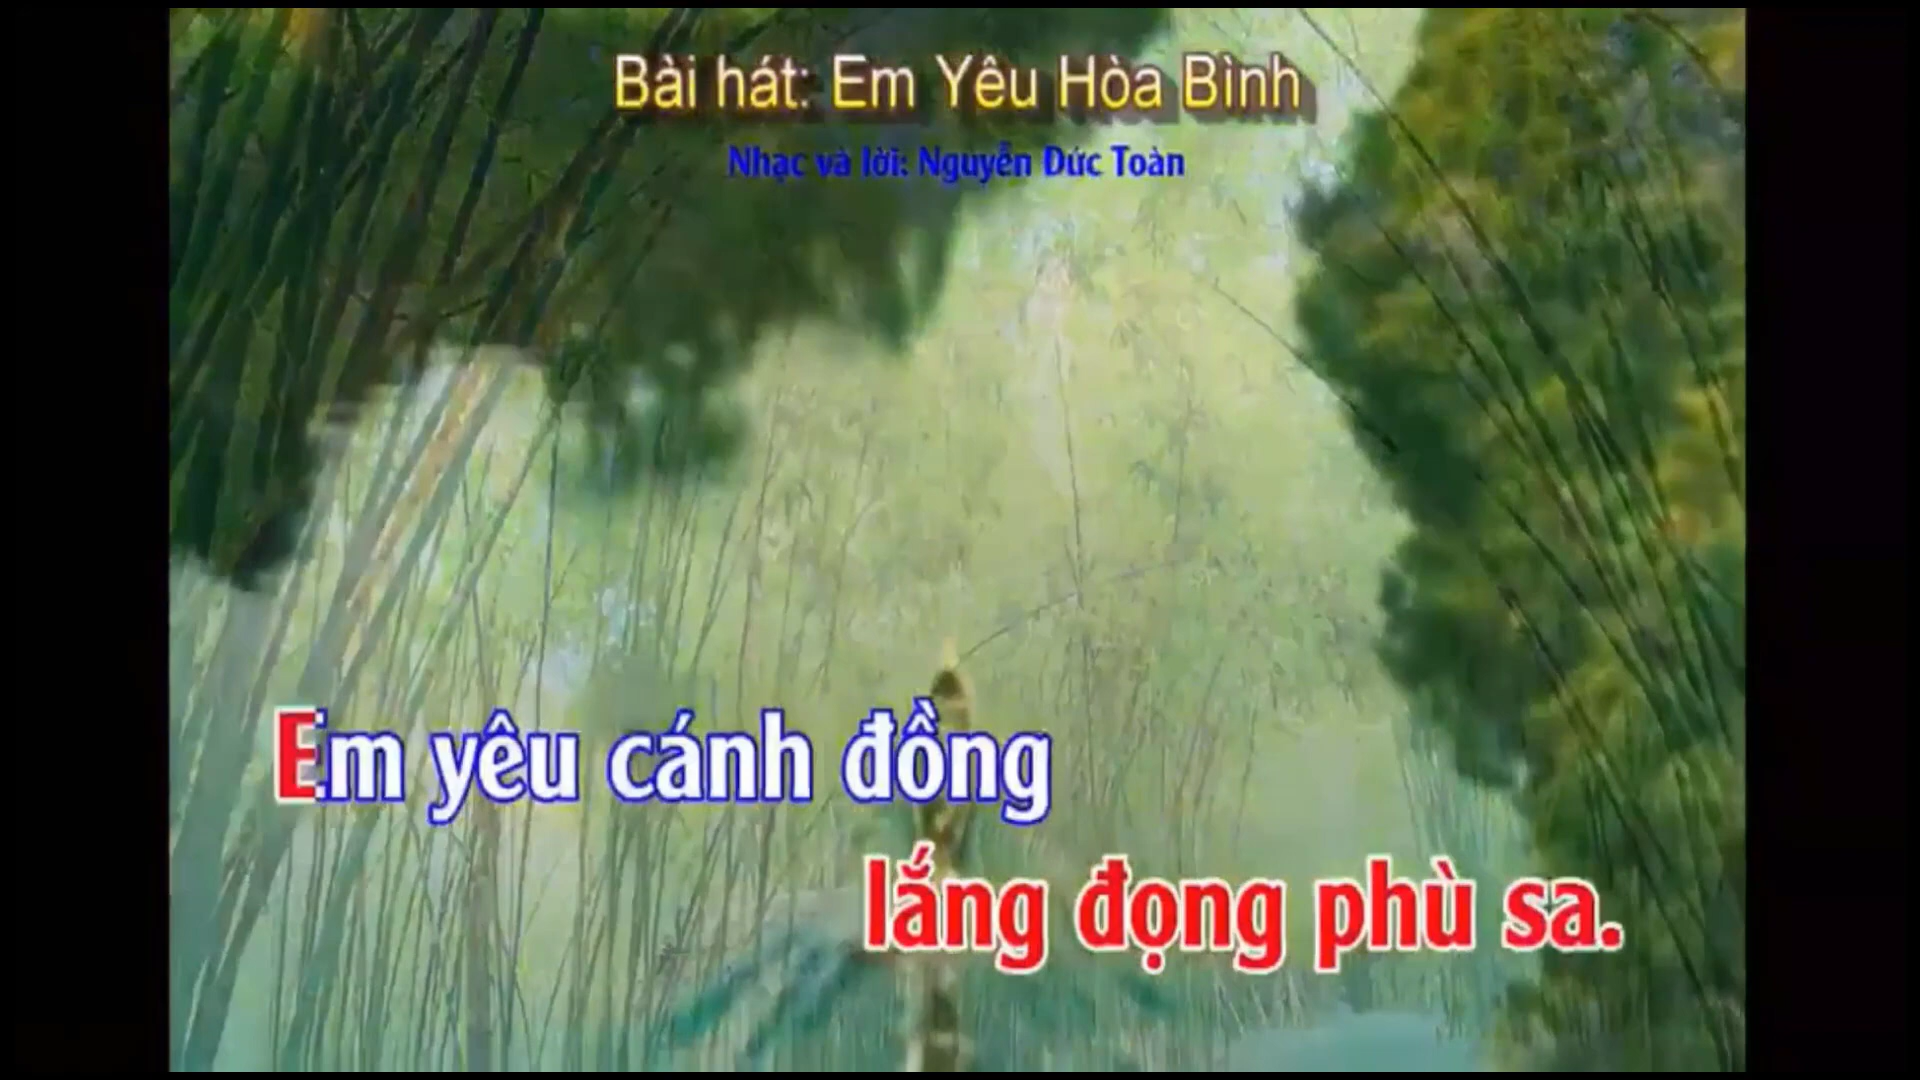 Bài hát: Em Yêu Hòa Bình
Nhạc và lời: Nguyễn Đức Toàn
Em yêu cánh đồng
lắng đọng phù sa.